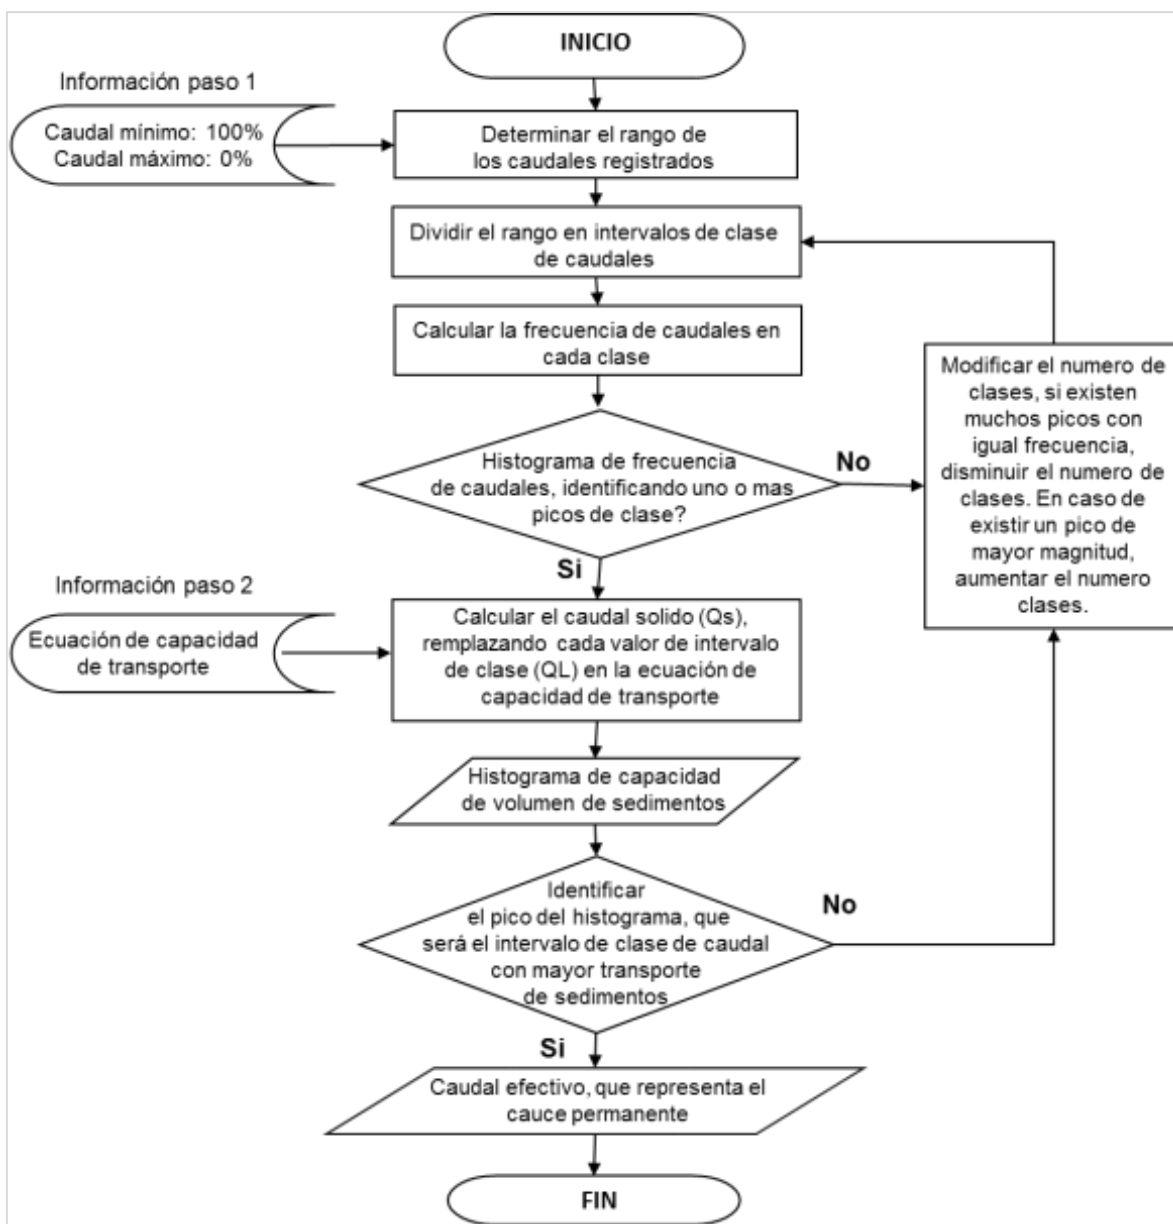 INICIO
Información paso 1
Caudal mínimo: 100%
Caudal máximo: 0%
Determinar el rango de
los caudales registrados
Dividir el rango en intervalos de clase
de caudales
Calcular la frecuencia de caudales en
cada clase
Histograma de frecuencia
de caudales, identificando uno o mas
picos de clase?
No
Modificar el numero de
clases, si existen
muchos picos con
igual frecuencia,
disminuir el numero de
clases. En caso de
existir un pico de
mayor magnitud,
aumentar el numero
clases.
Si
Información paso 2
Ecuación de capacidad
de transporte
Calcular el caudal solido (Qs),
remplazando cada valor de intervalo
de clase (QL) en la ecuación de
capacidad de transporte
Histograma de capacidad
de volumen de sedimentos
Identificar
el pico del histograma, que
será el intervalo de clase de caudal
con mayor transporte
de sedimentos
No
Si
Caudal efectivo, que representa el
cauce permanente
FIN